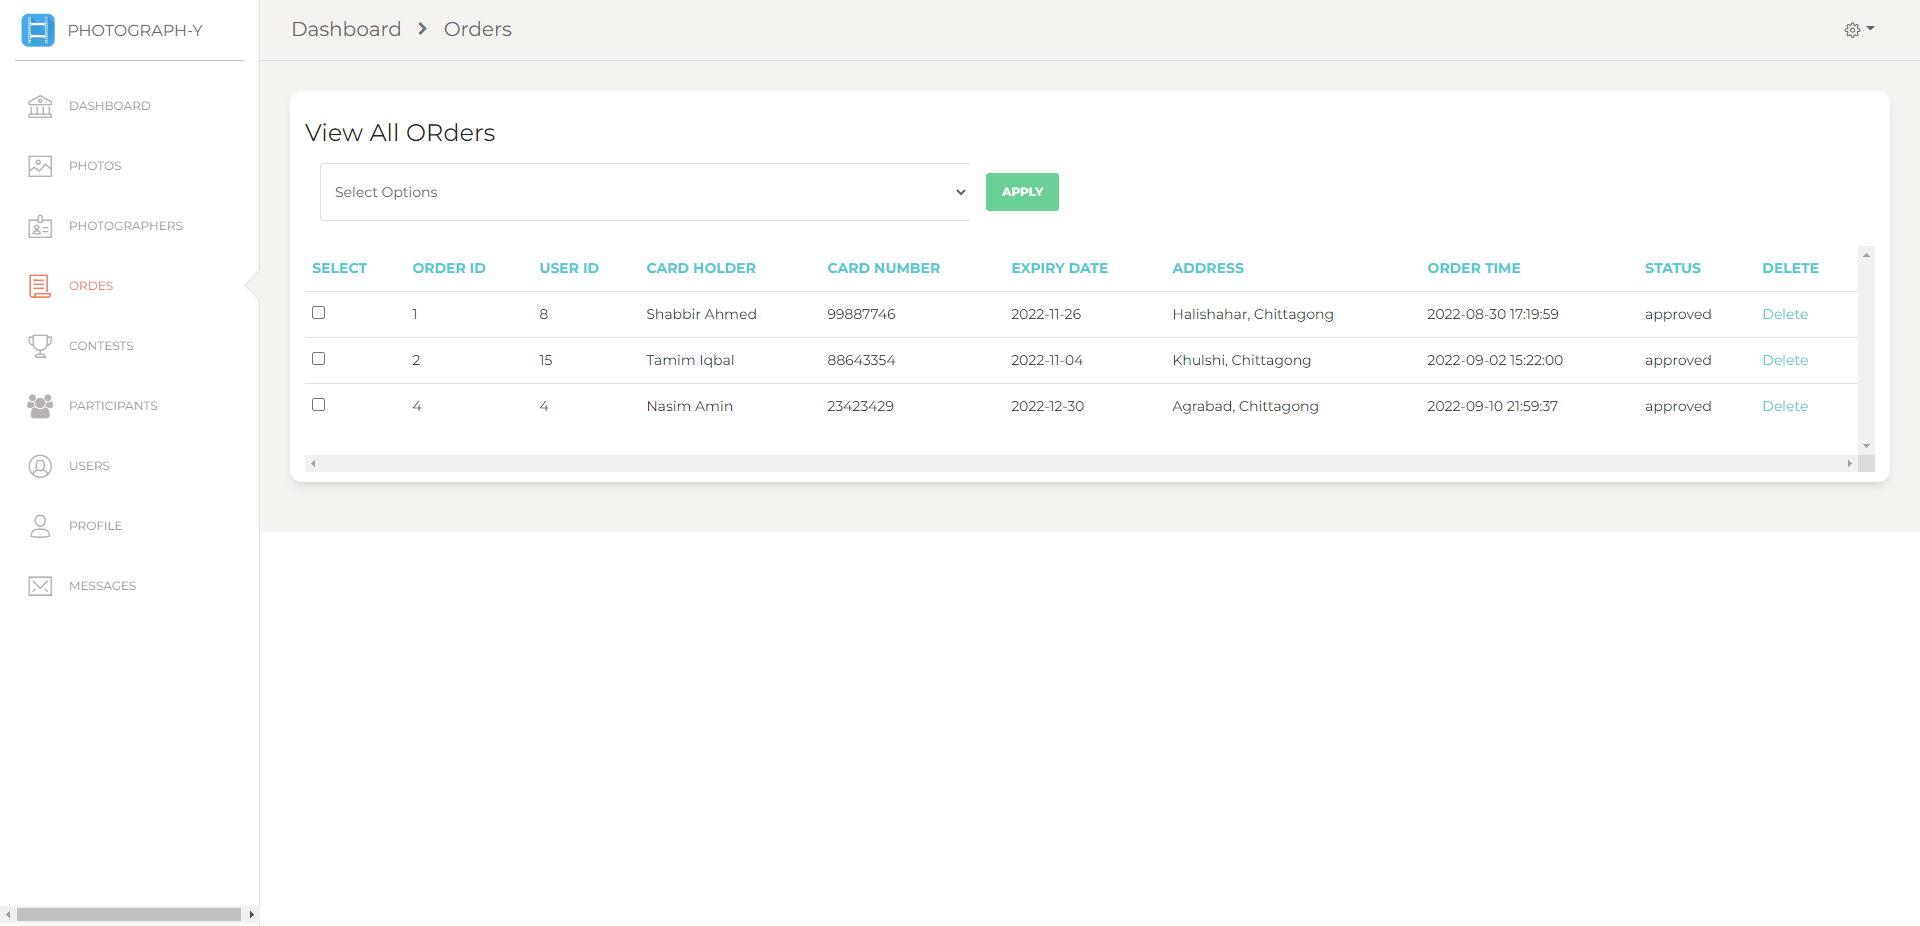 PHOTOGRAPH-Y
DASHBOARD
PHOTOS
PHOTOGRAPHERS
ORDES
CONTESTS
PARTICIPANTS
USERS
PROFILE
MESSAGES
Dashboard > Orders
View All ORders
Select Options APPLY
SELECT ORDER ID USER ID CARD HOLDER CARD NUMBER EXPIRY DATE ADDRESS ORDER TIME STATUS DELETE
1 8 Shabbir Ahmed 99887746 2022-11-26 Halishahar, Chittagong 2022-08-30 17:19:59 approved Delete
2 15 Tamim Iqbal 88643354 2022-11-04 Khulshi, Chittagong 2022-09-02 15:22:00 approved Delete
4 4 Nasim Amin 23423429 2022-12-30 Agrabad, Chittagong 2022-09-10 21:59:37 approved Delete